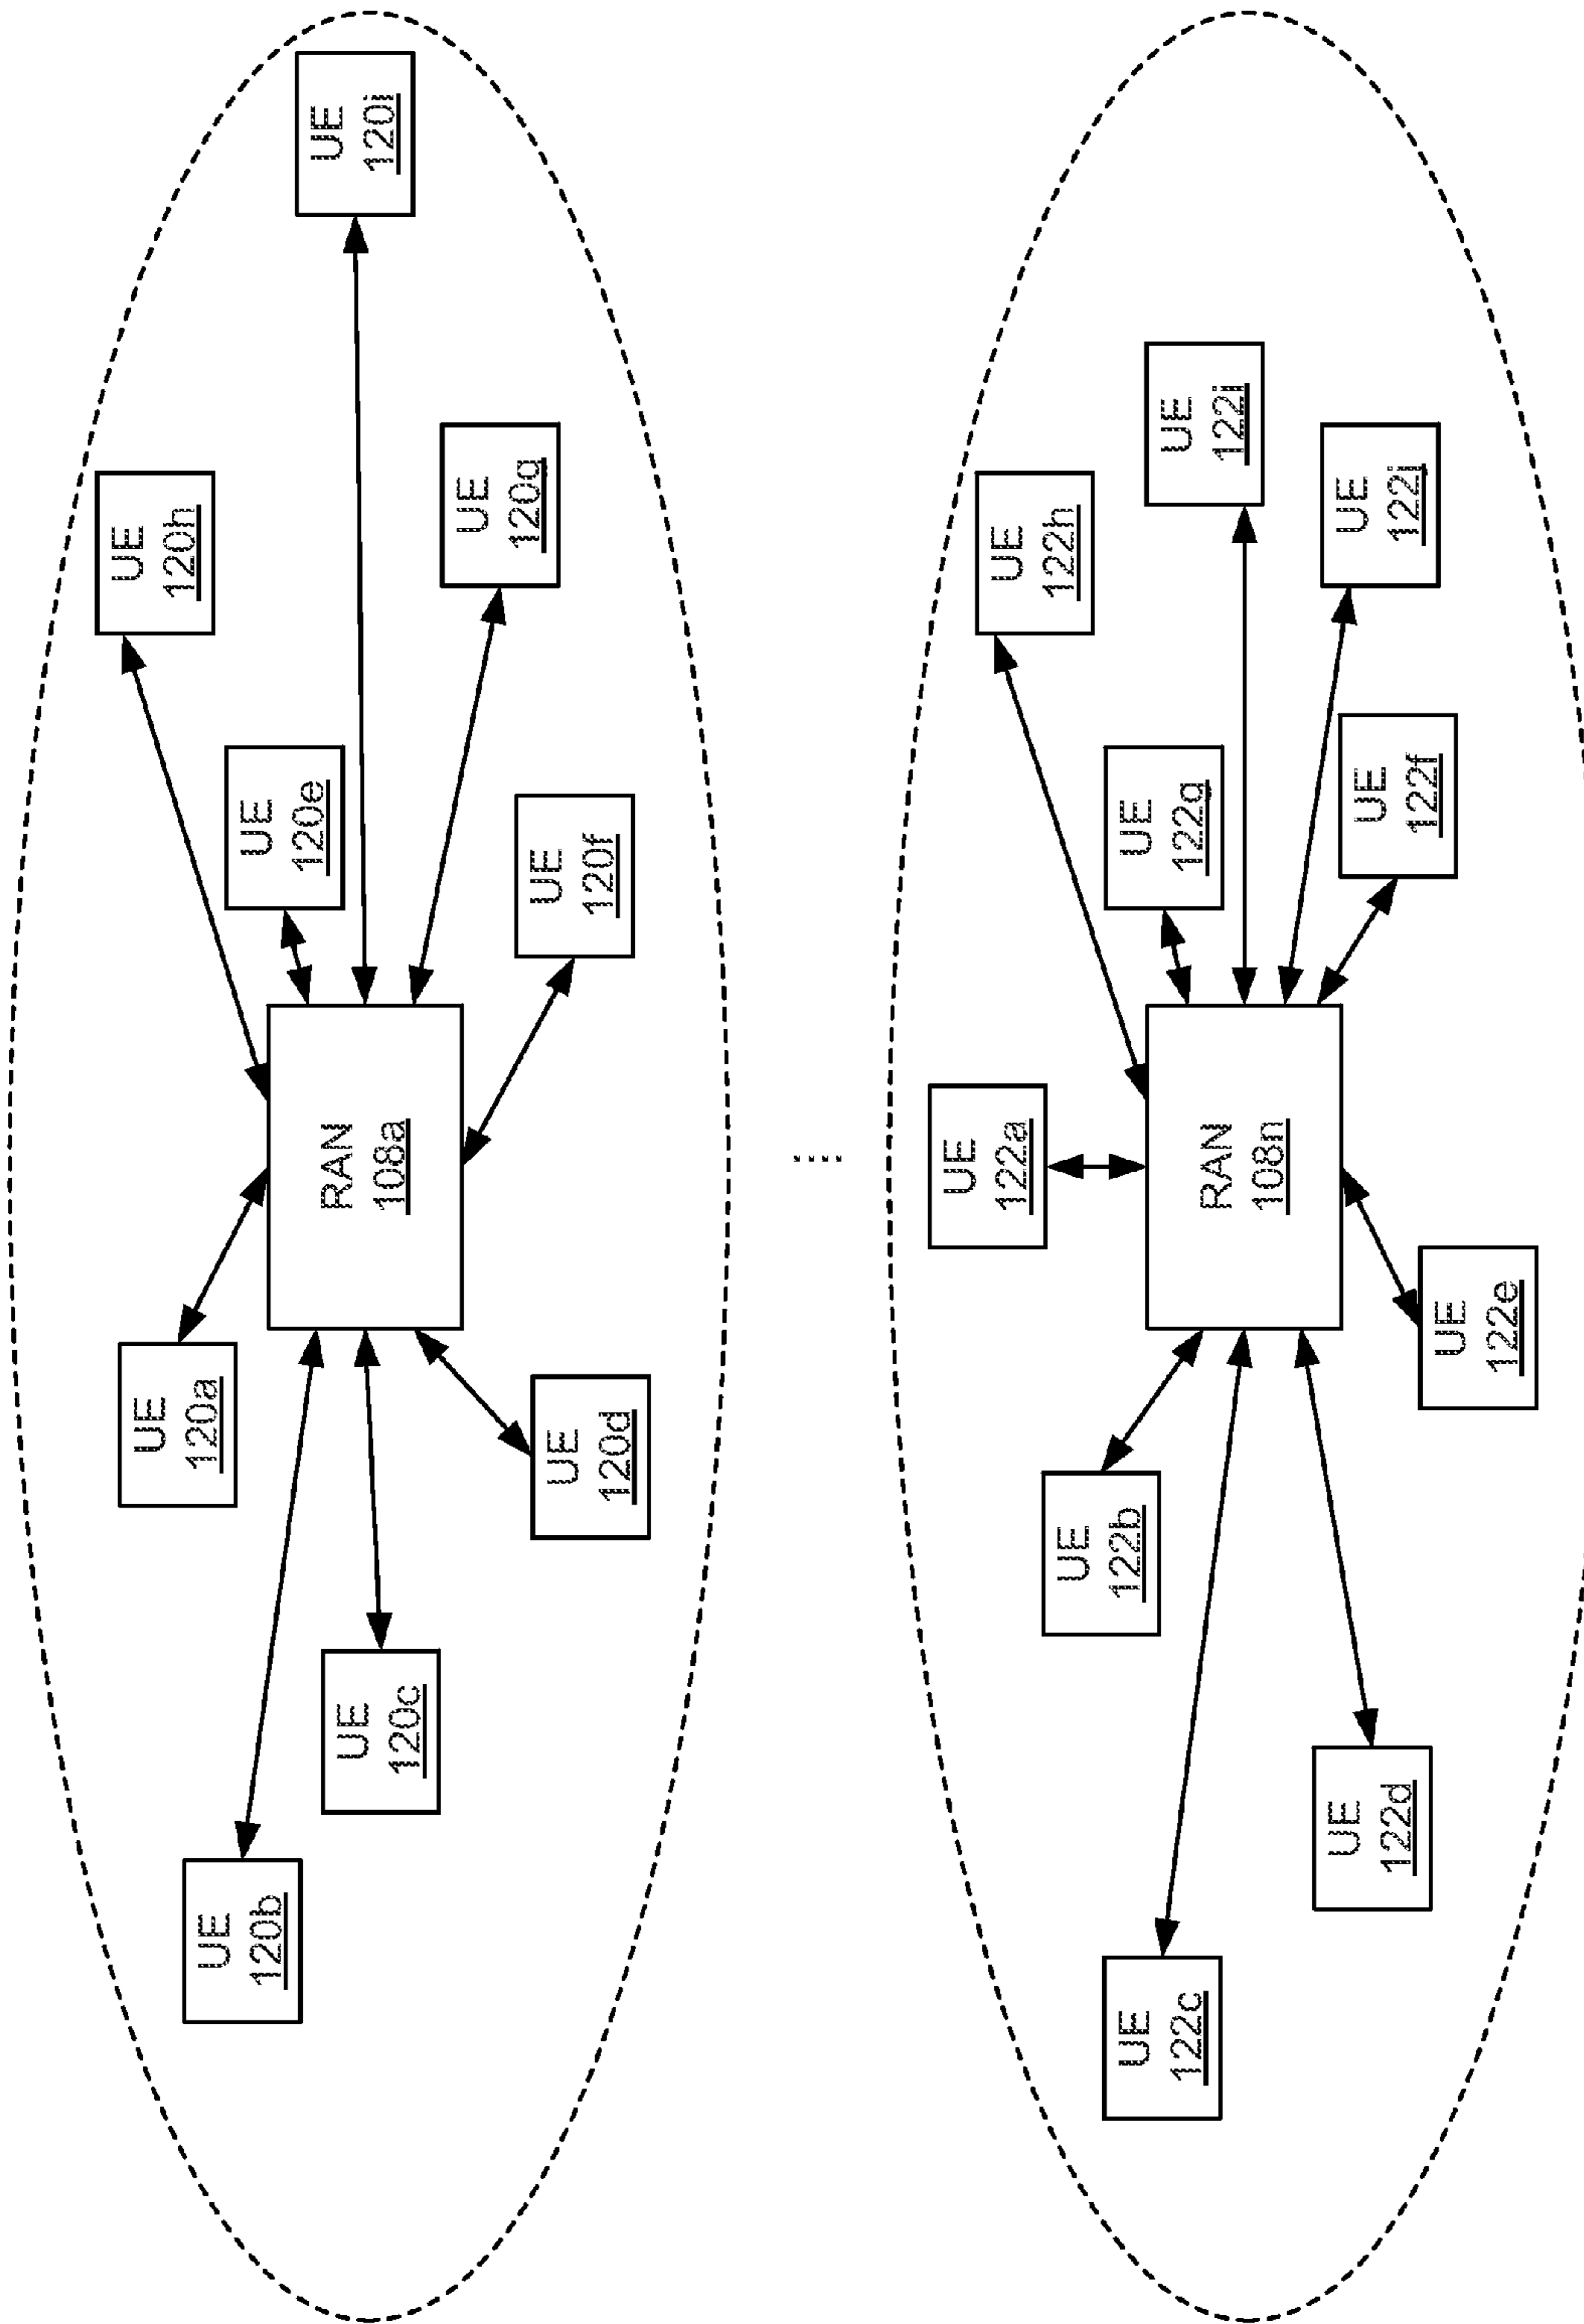 UE
120h
UE
120a
UE
120b
UE
120e
UE
120i
RAN
108a
UE
120c
UE
120g
UE
120f
UE
120d
....
UE
122a
UE
122h
UE
122b
UE
122c
UE
122g
UE
122i
RAN
108n
UE
122d
UE
122j
UE
122f
UE
122e